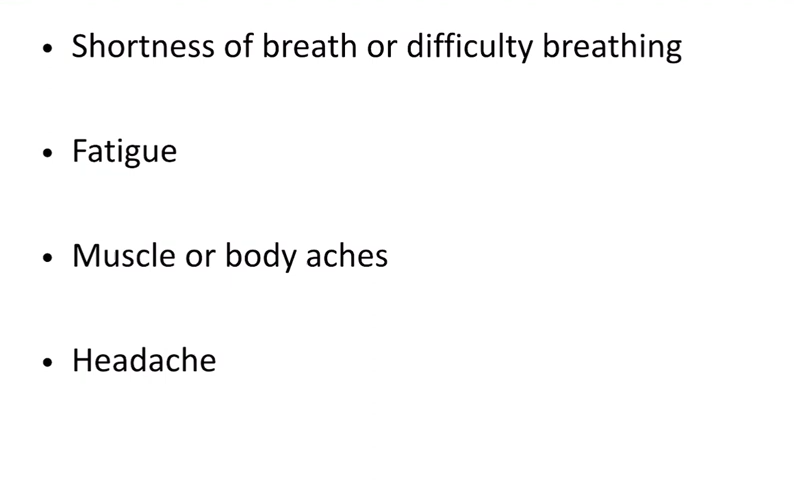 • Shortness of breath or difficulty breathing
• Fatigue
• Muscle or body aches
• Headache